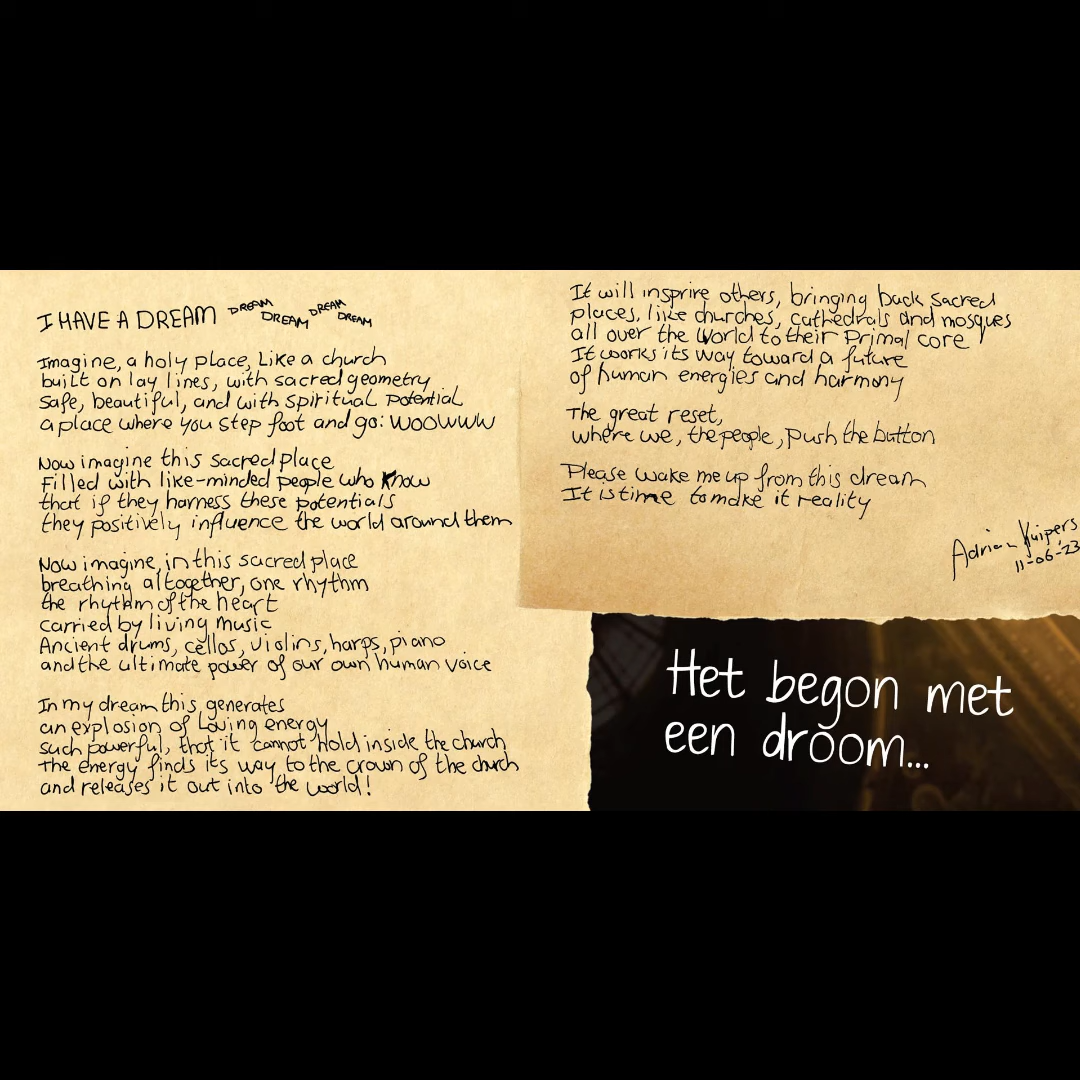 I HAVE A DREAM DREAM DREAM DREAM DREAM
Imagine, a holy place, Like a church
built on lay lines, with sacred geometry
Safe, beautiful, and with spiritual potential
a place where you step foot and go: WOOWWW
Now imagine this sacred place
Filled with like-minded people who know
that if they harness these potentials
they positively influence the world around them
Now imagine, in this sacred place
breathing altogether, one rhythm
the rhythm of the heart
carried by living music
Ancient drums, cellos, violins, harps, piano
and the ultimate power of our own human voice
In my dream this, generates
an explosion of Loving energy
such powerful, that it cannot hold inside the church
The energy finds its way to the crown of the church
and releases it out into the world!
It will insprire others, bringing back sacred
places, like churches, cathedrals and mosques
all over the world to their Primal core
It works its way toward a future
of human energies and harmony
The great reset,
where we, the people, push the button
Please wake me up from this dream
It is time to make it reality
Adrian Kuipers
11-06-'23
Het begon met
een droom...